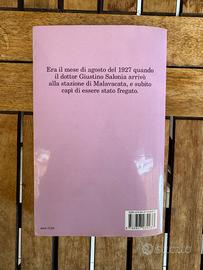 Era il mese di agosto del 1927 quando
il dottor Giustino Salonia arrivò
alla stazione di Malavacata, e subito
capì di essere stato fregato.
subito